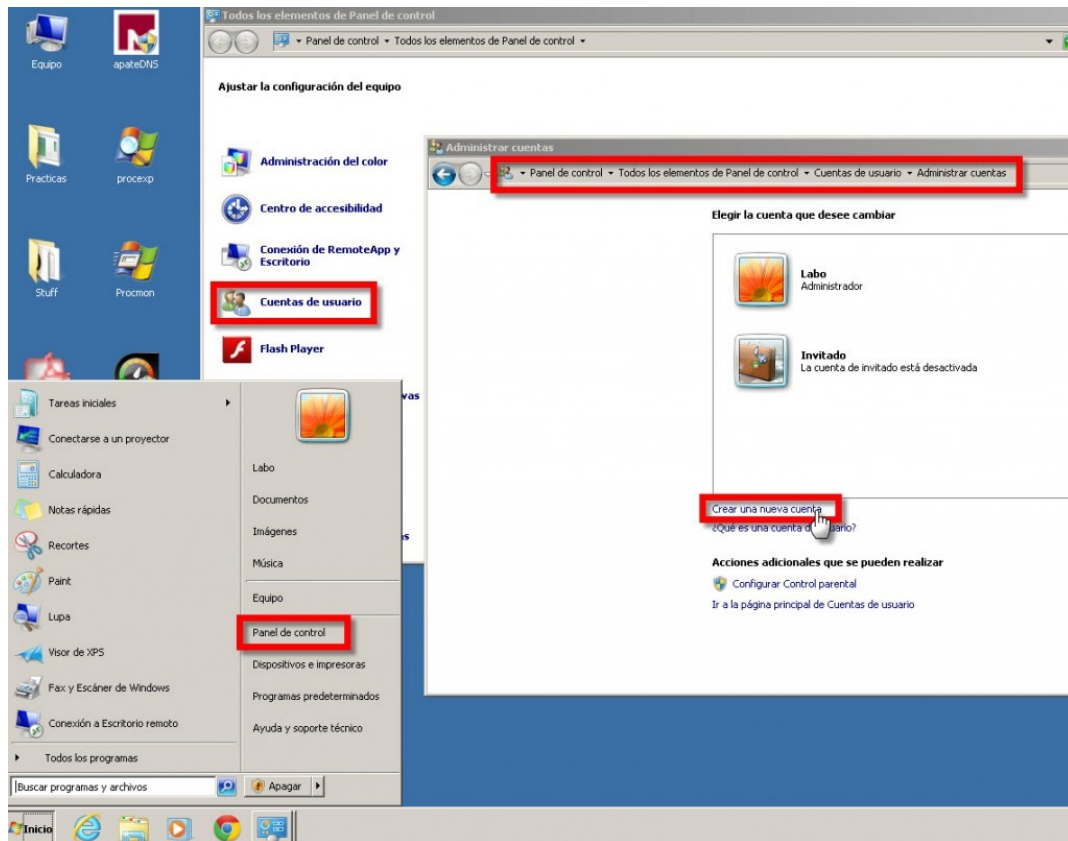 Equipo
apateDNS
Practicas
procexp
Stuff
Procmon
Todos los elementos de Panel de control
Panel de control
Todos los elementos de Panel de control
Ajustar la configuración del equipo
Administración del color
Centro de accesibilidad
Conexión de RemoteApp y
Escritorio
Cuentas de usuario
Flash Player
vas
s
Administrar cuentas
Panel de control
Todos los elementos de Panel de control
Cuentas de usuario
Administrar cuentas
Elegir la cuenta que desee cambiar
Labo
Administrador
Invitado
La cuenta de invitado está desactivada
Crear una nueva cuenta
¿Qué es una cuenta de usuario?
Acciones adicionales que se pueden realizar
Configurar Control parental
Ir a la página principal de Cuentas de usuario
Tareas iniciales
Conectarse a un proyector
Calculadora
Notas rápidas
Recortes
Paint
Lupa
Visor de XPS
Fax y Escáner de Windows
Conexión a Escritorio remoto
Todos los programas
Buscar programas y archivos
Labo
Documentos
Imágenes
Música
Equipo
Panel de control
Dispositivos e impresoras
Programas predeterminados
Ayuda y soporte técnico
Apagar
Inicio